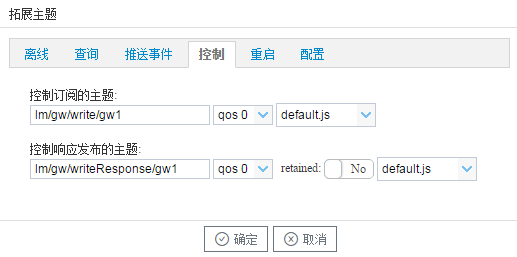 拓展主题
离线 查询 推送事件 控制 重启 配置
控制订阅的主题:
lm/gw/write/gw1 qos 0 default.js
控制响应发布的主题:
lm/gw/writeResponse/gw1 qos 0 retained: No default.js
确定 取消